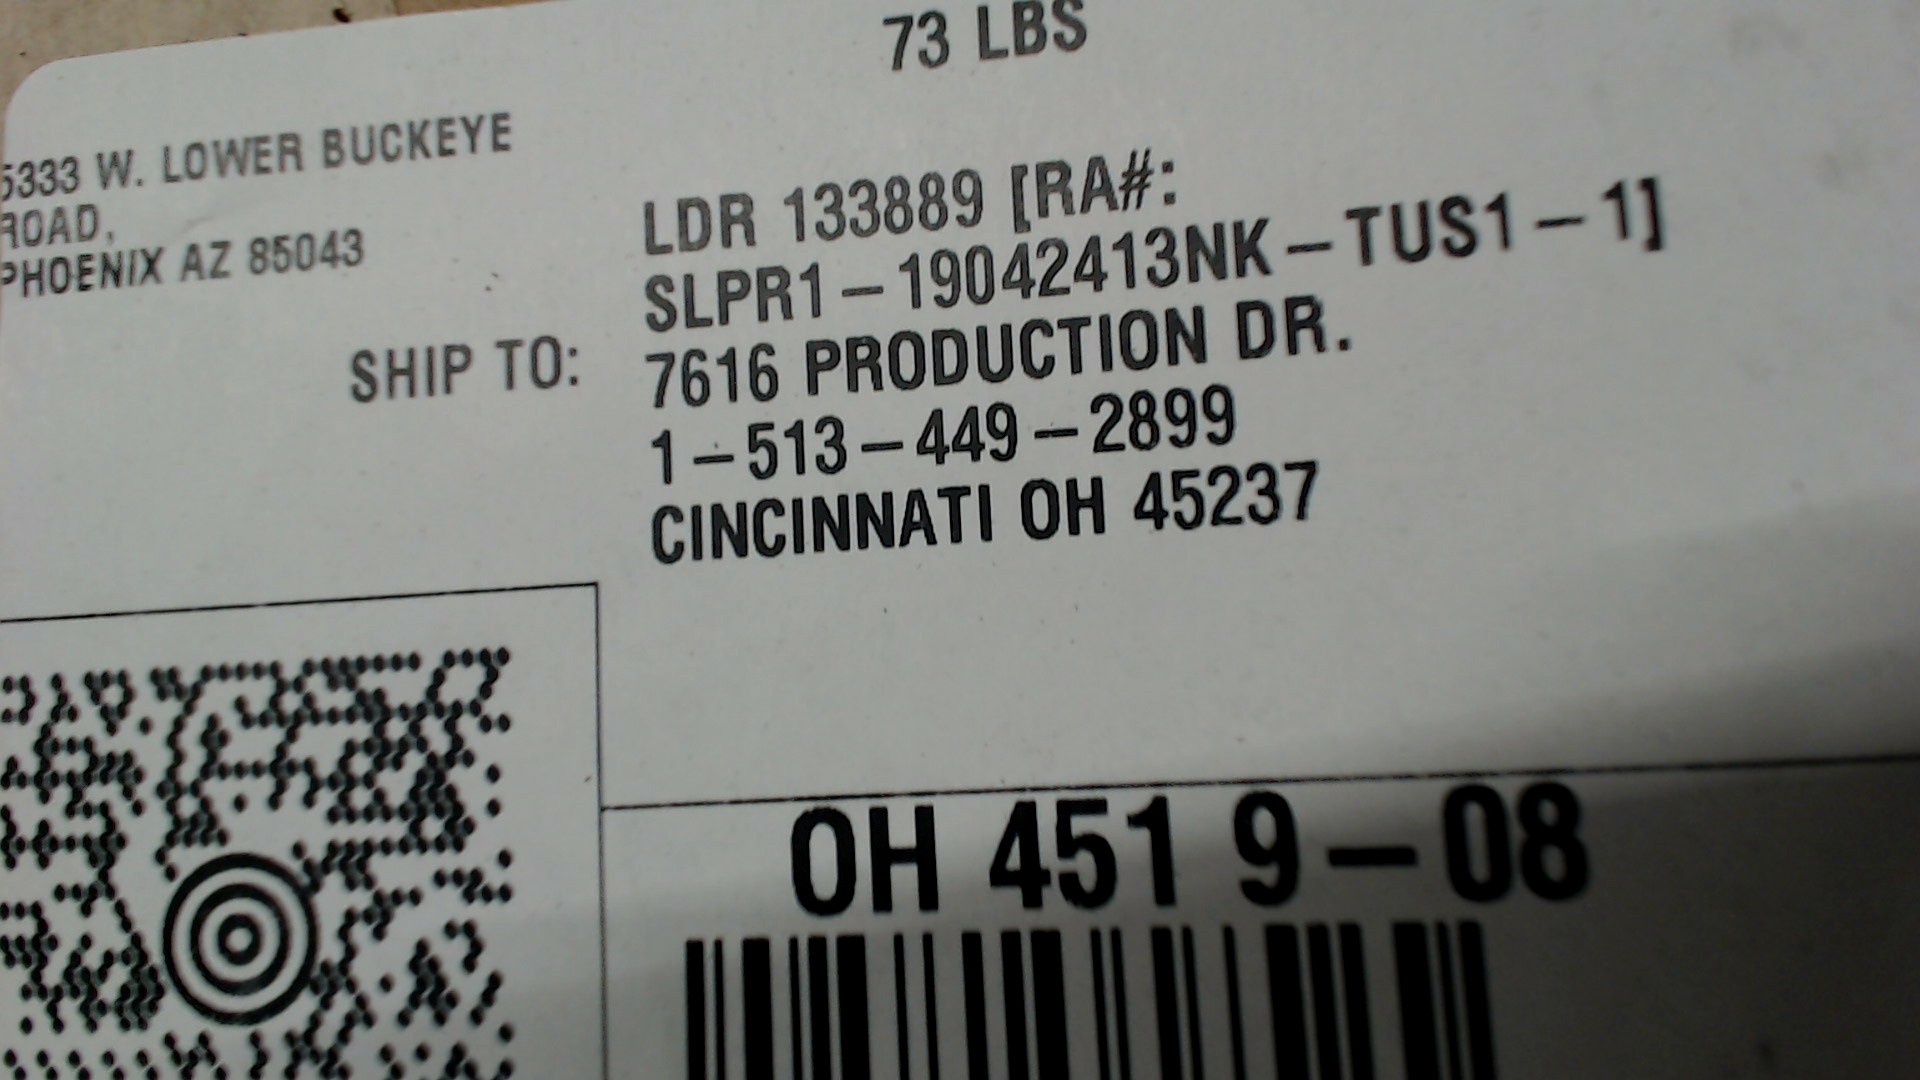 73 LBS
5333 W. LOWER BUCKEYE
ROAD,
PHOENIX AZ 85043
LDR 133889 [RA#:
SLPR1-19042413NK-TUS1-1]
SHIP TO: 7616 PRODUCTION DR.
1-513-449-2899
CINCINNATI OH 45237
OH 451 9-08